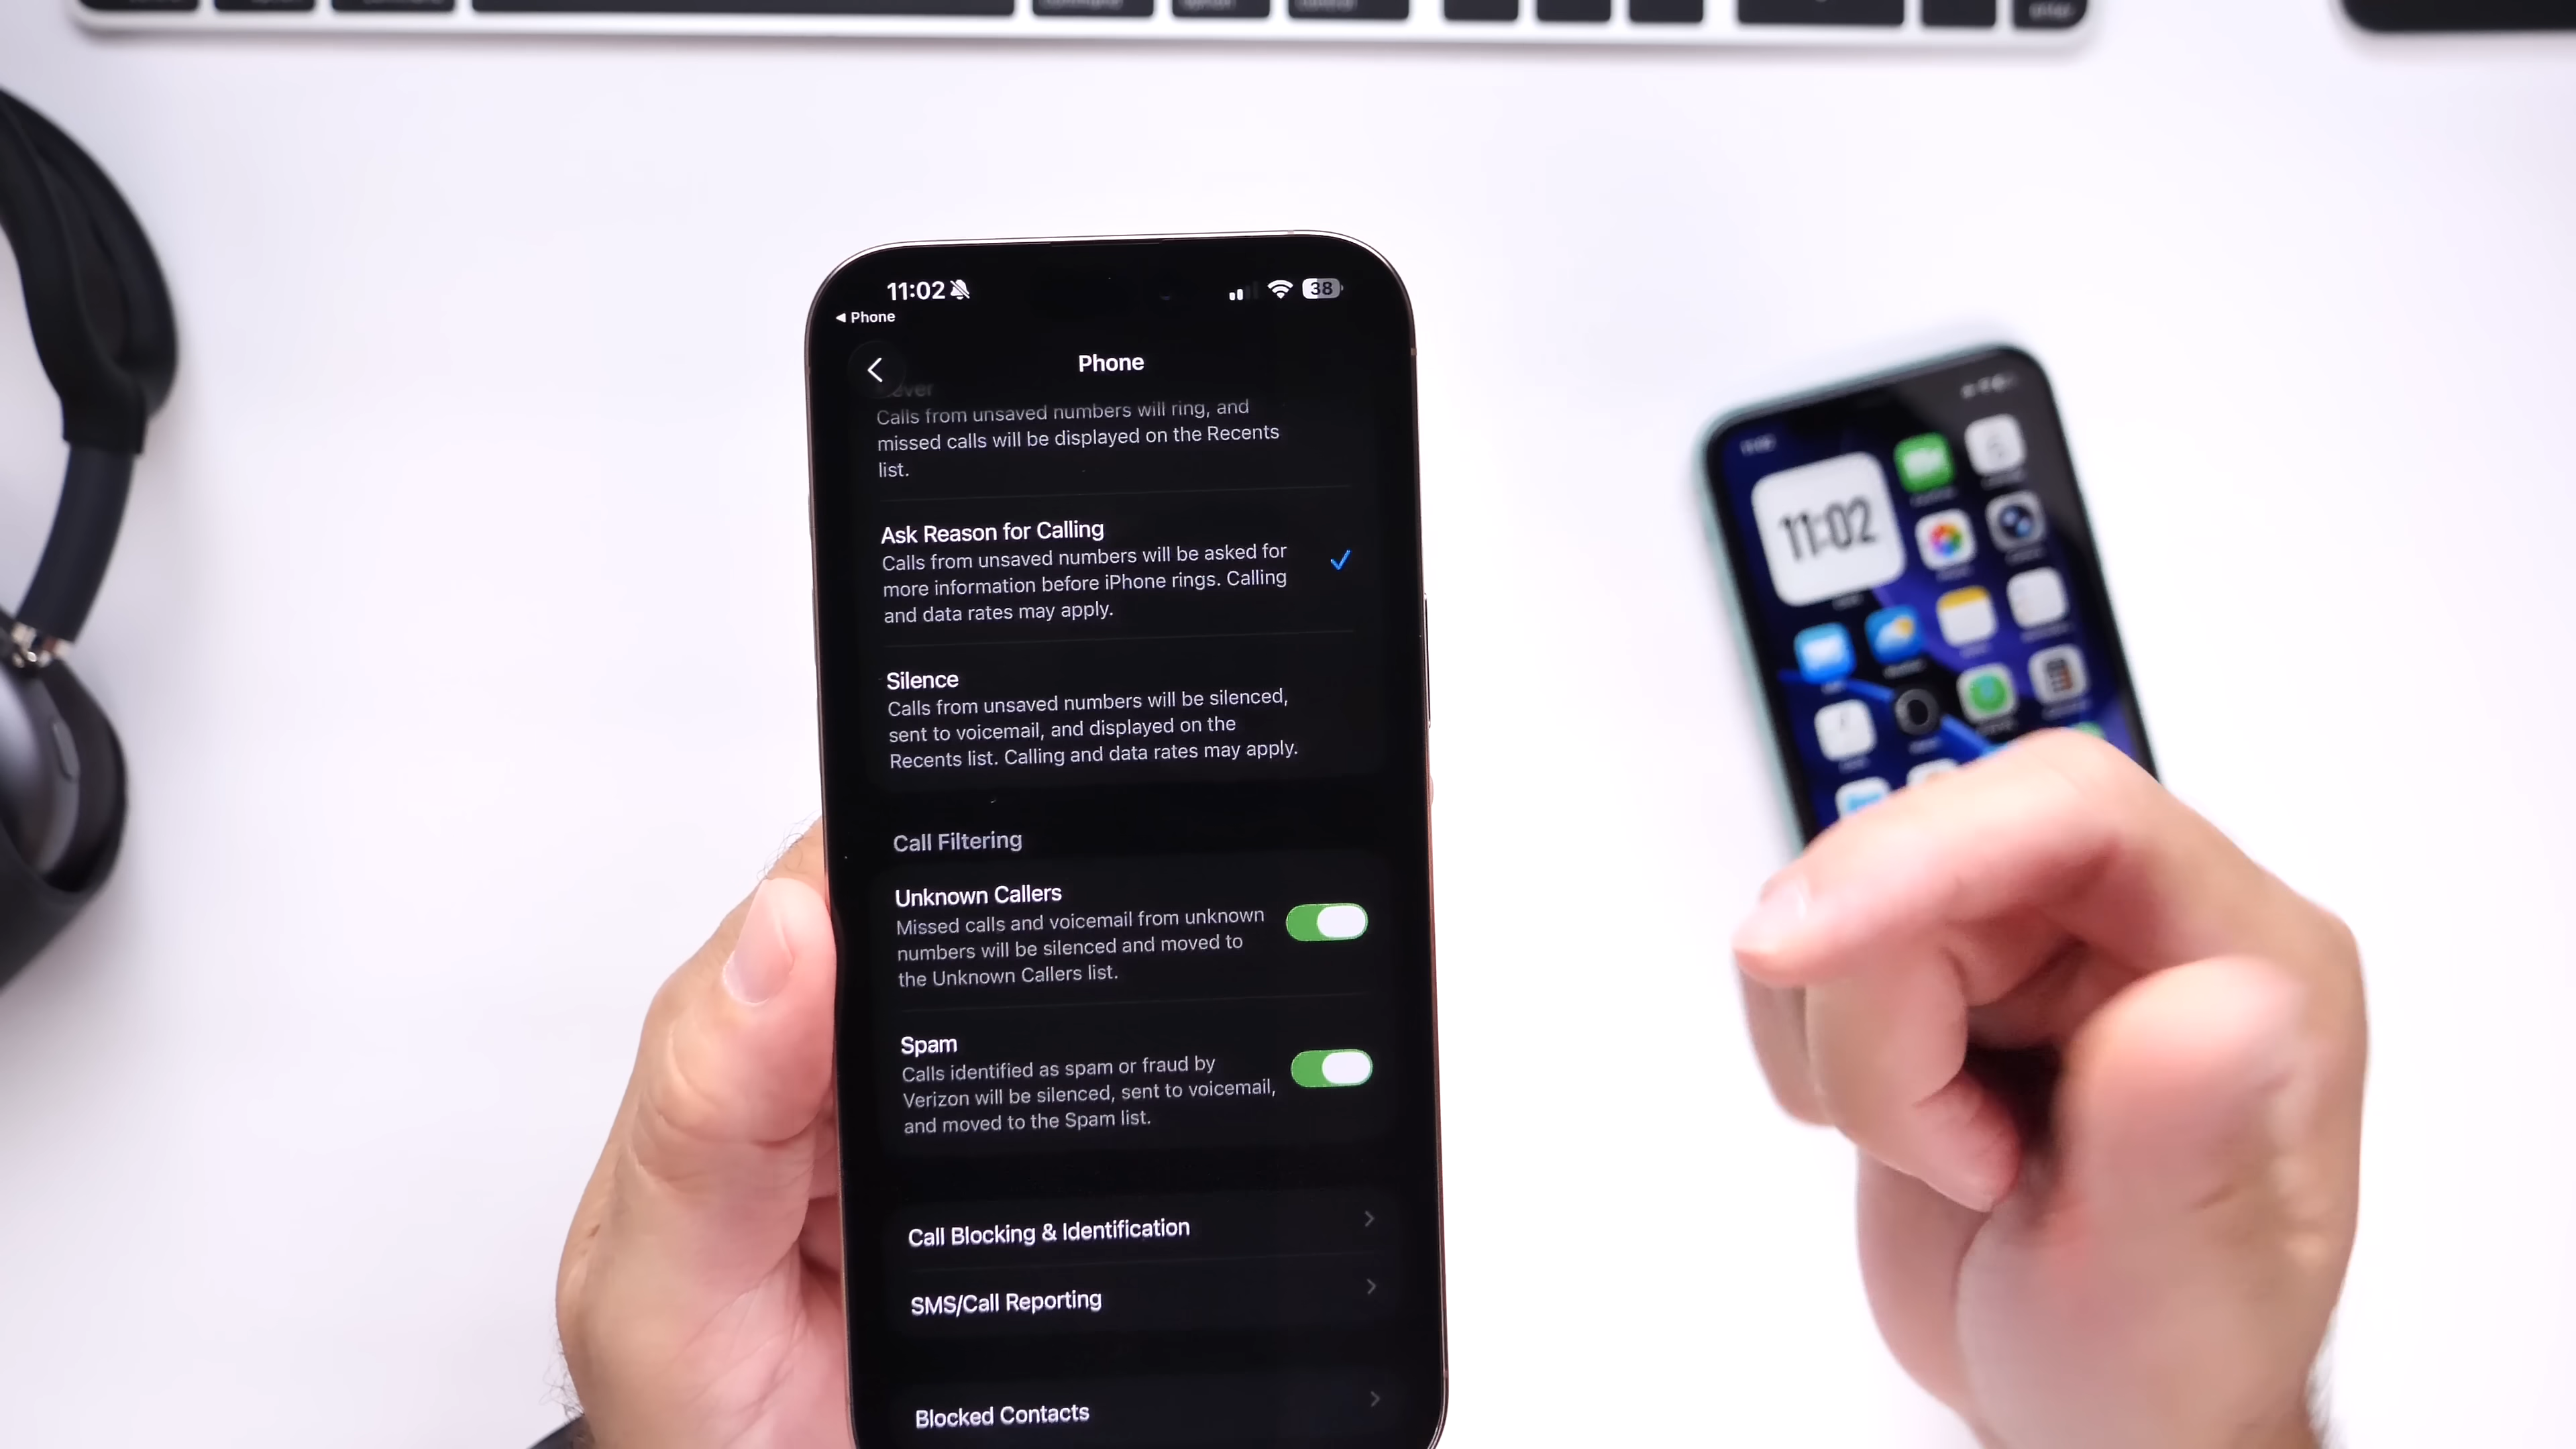 11:02
38
◀ Phone
Phone
Calls from unsaved numbers will ring, and
missed calls will be displayed on the Recents
list.
Ask Reason for Calling
Calls from unsaved numbers will be asked for
more information before iPhone rings. Calling
and data rates may apply.
Silence
Calls from unsaved numbers will be silenced,
sent to voicemail, and displayed on the
Recents list. Calling and data rates may apply.
Call Filtering
Unknown Callers
Missed calls and voicemail from unknown
numbers will be silenced and moved to
the Unknown Callers list.
Spam
Calls identified as spam or fraud by
Verizon will be silenced, sent to voicemail,
and moved to the Spam list.
Call Blocking & Identification
SMS/Call Reporting
Blocked Contacts
11:02